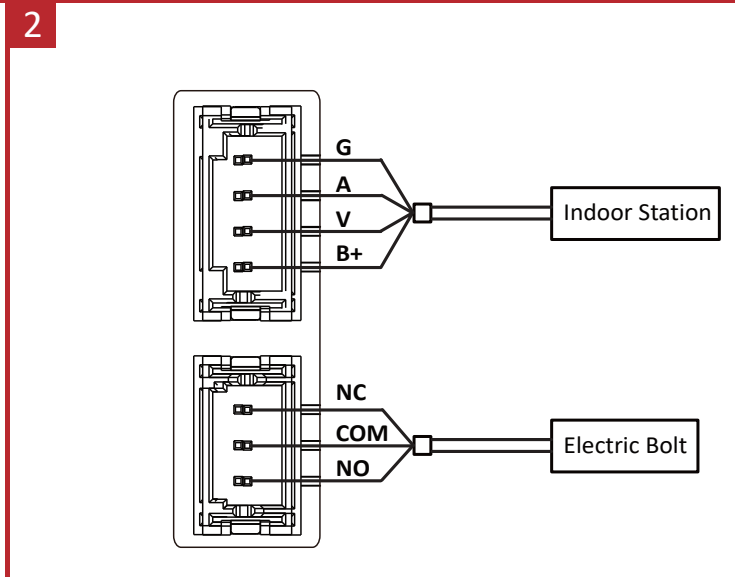 2
G
A
V
B+
Indoor Station
NC
COM
NO
Electric Bolt